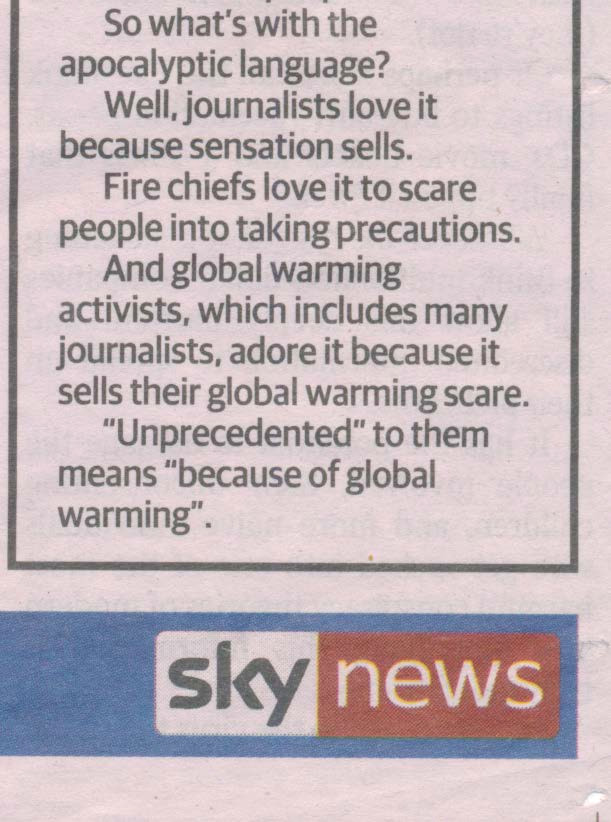 So what's with the
apocalyptic language?
Well, journalists love it
because sensation sells.
Fire chiefs love it to scare
people into taking precautions.
And global warming
activists, which includes many
journalists, adore it because it
sells their global warming scare.
"Unprecedented" to them
means "because of global
warming".
sky news